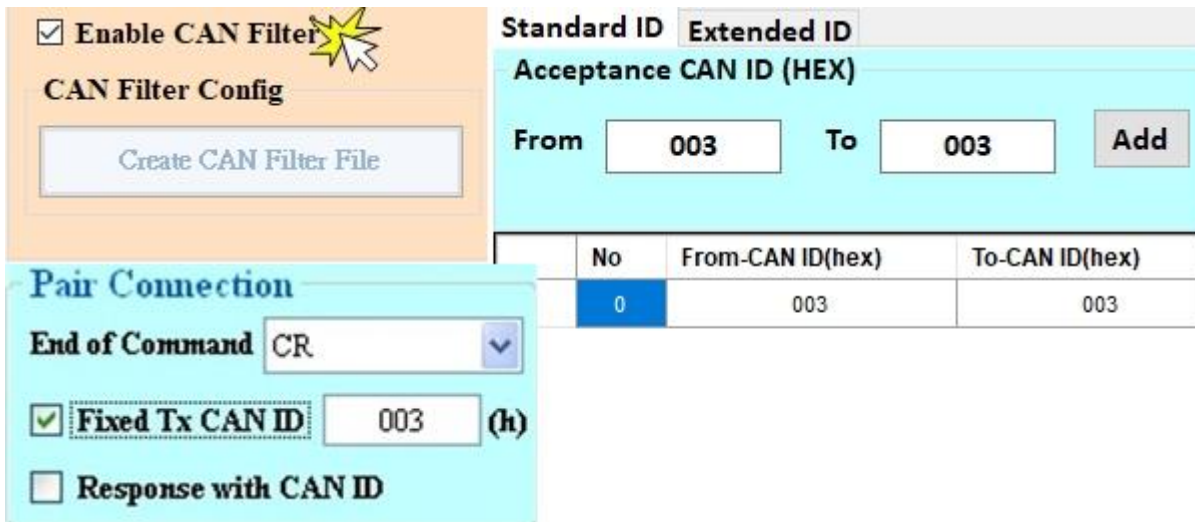 Enable CAN Filter
CAN Filter Config
Create CAN Filter File
Standard ID Extended ID
Acceptance CAN ID (HEX)
From 003 To 003 Add
No From-CAN ID(hex) To-CAN ID(hex)
0 003 003
Pair Connection
End of Command CR
Fixed Tx CAN ID 003 (h)
Response with CAN ID